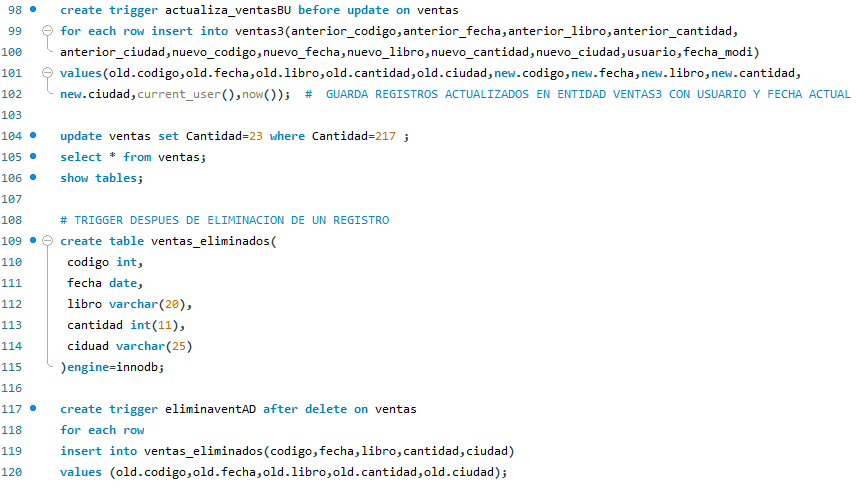 98 create trigger actualiza_ventasBU before update on ventas
99 for each row insert into ventas3(anterior_codigo,anterior_fecha,anterior_libro,anterior_cantidad,
100 anterior_ciudad,nuevo_codigo,nuevo_fecha,nuevo_libro,nuevo_cantidad,nuevo_ciudad,usuario,fecha_modi)
101 values(old.codigo,old.fecha,old.libro,old.cantidad,old.ciudad,new.codigo,new.fecha,new.libro,new.cantidad,
102 new.ciudad,current_user(),now());  #  GUARDA REGISTROS ACTUALIZADOS EN ENTIDAD VENTAS3 CON USUARIO Y FECHA ACTUAL
103
104 update ventas set Cantidad=23 where Cantidad=217 ;
105 select * from ventas;
106 show tables;
107
108 # TRIGGER DESPUES DE ELIMINACION DE UN REGISTRO
109 create table ventas_eliminados(
110 codigo int,
111 fecha date,
112 libro varchar(20),
113 cantidad int(11),
114 ciduad varchar(25)
115 )engine=innodb;
116
117 create trigger eliminaventAD after delete on ventas
118 for each row
119 insert into ventas_eliminados(codigo,fecha,libro,cantidad,ciudad)
120 values (old.codigo,old.fecha,old.libro,old.cantidad,old.ciudad);